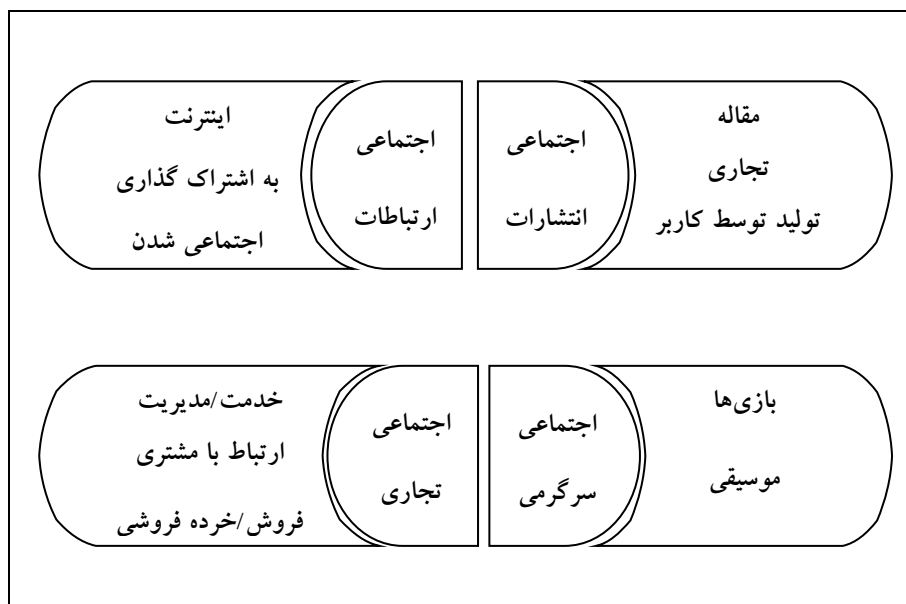 مقاله
تجاری
تولید توسط کاربر
اجتماعی
انتشارات
اجتماعی
ارتباطات
اینترنت
به اشتراک گذاری
اجتماعی شدن
بازی‌ها
موسیقی
اجتماعی
سرگرمی
اجتماعی
تجاری
خدمت/مدیریت
ارتباط با مشتری
فروش/خرده فروشی